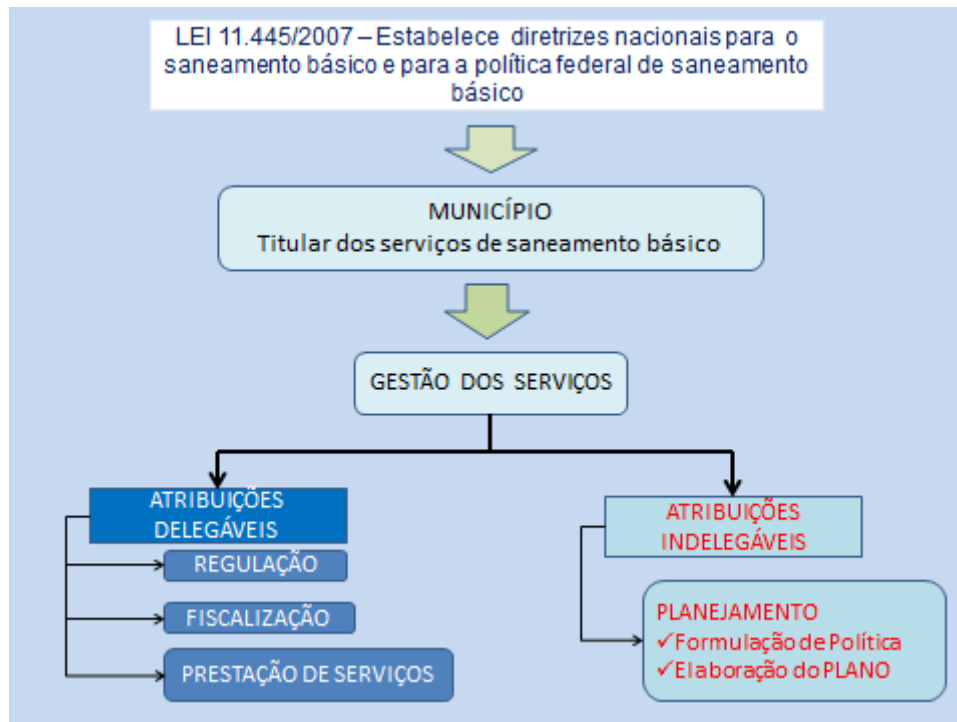 LEI 11.445/2007 – Estabelece diretrizes nacionais para o
saneamento básico e para a política federal de saneamento
básico
MUNICÍPIO
Titular dos serviços de saneamento básico
GESTÃO DOS SERVIÇOS
ATRIBUIÇÕES
DELEGÁVEIS
REGULAÇÃO
FISCALIZAÇÃO
PRESTAÇÃO DE SERVIÇOS
ATRIBUIÇÕES
INDELEGÁVEIS
PLANEJAMENTO
✓Formulação de Política
✓Elaboração do PLANO